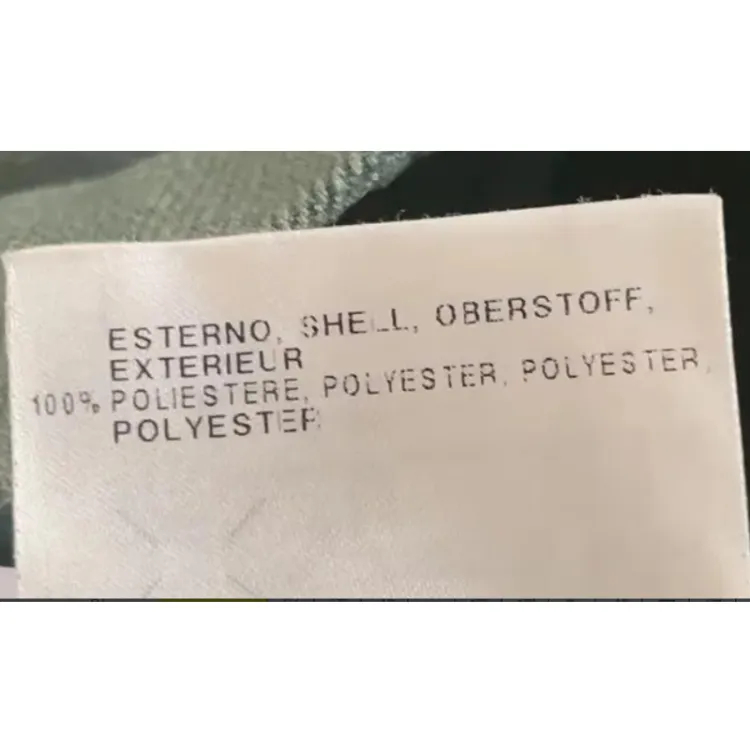 ESTERNO, SHELL, OBERSTOFF,
EXTERIEUR
100% POLIESTERE, POLYESTER, POLYESTER,
POLYESTER